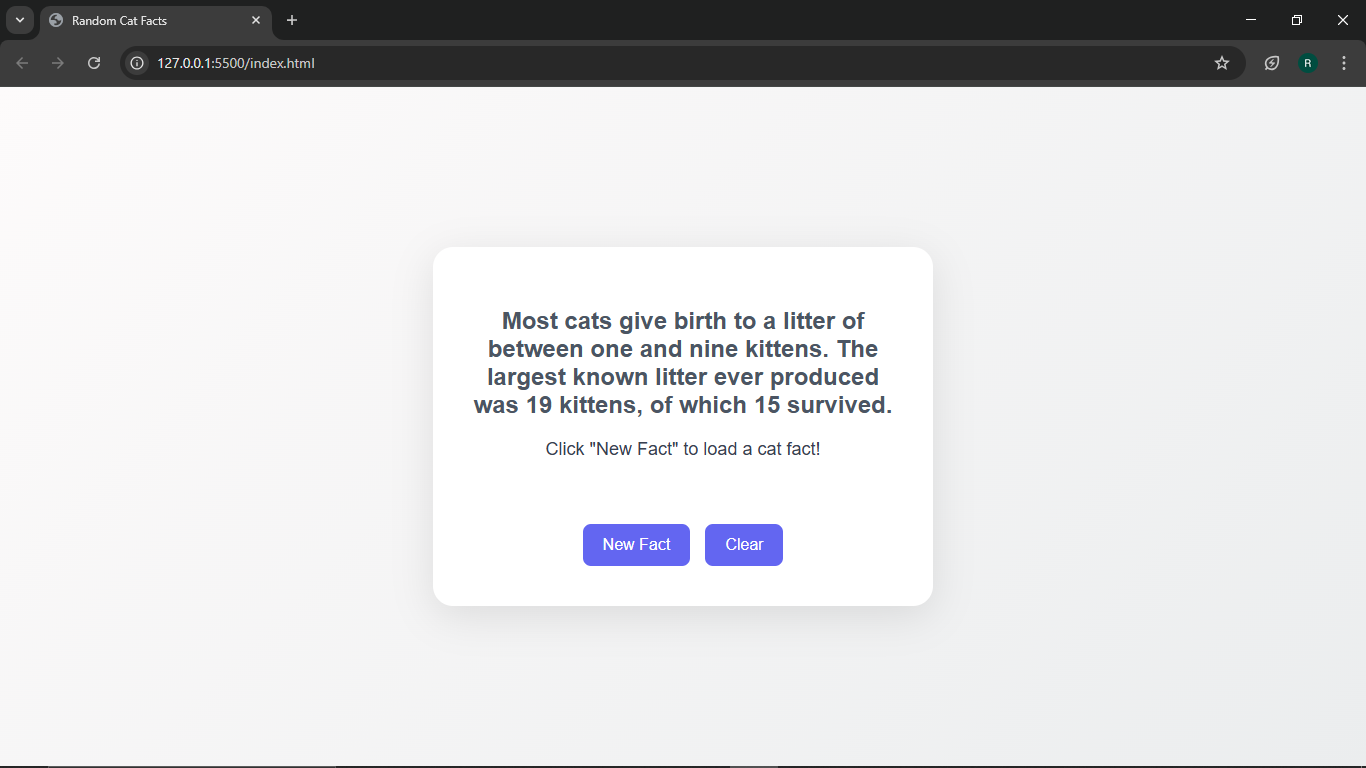 Random Cat Facts
127.0.0.1:5500/index.html
R
Most cats give birth to a litter of
between one and nine kittens. The
largest known litter ever produced
was 19 kittens, of which 15 survived.
Click "New Fact" to load a cat fact!
New Fact
Clear